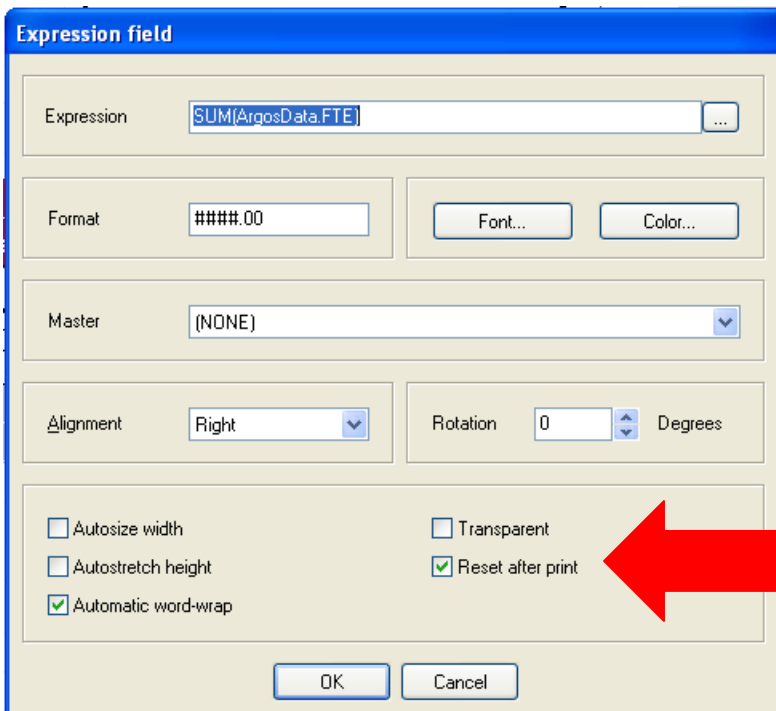 Expression field
Expression SUM(ArgosData.FTE) ...
Format ####.00 Font... Color...
Master (NONE)
Alignment Right Rotation 0 Degrees
Autosize width Transparent
Autostretch height Reset after print
Automatic word-wrap
OK Cancel